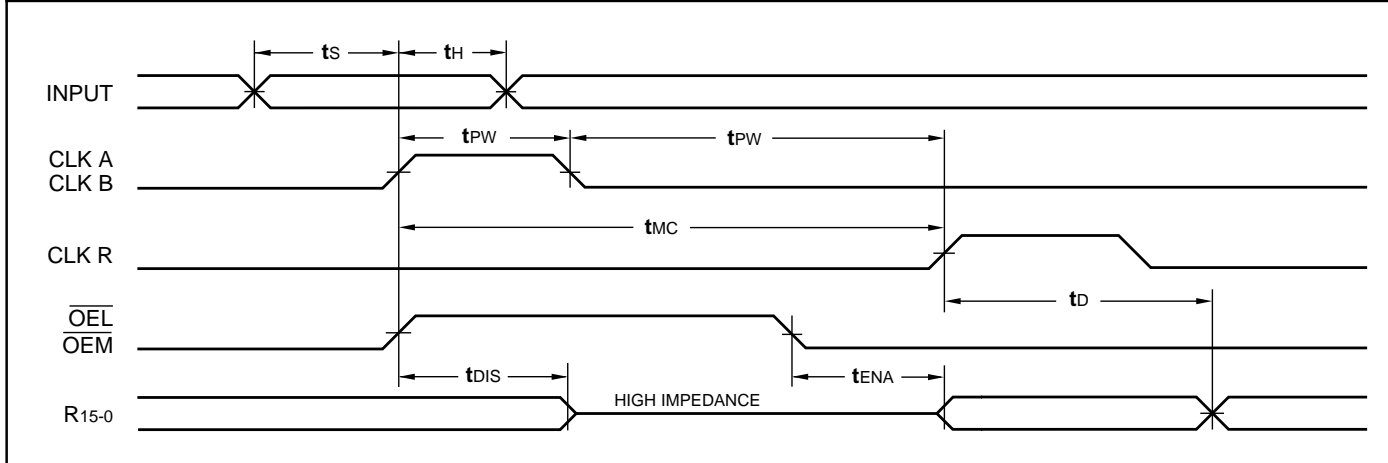 tS tH
INPUT
tPW tPW
CLK A
CLK B
tMC
CLK R
tD
OEL
OEM
tDIS tENA
HIGH IMPEDANCE
R15-0